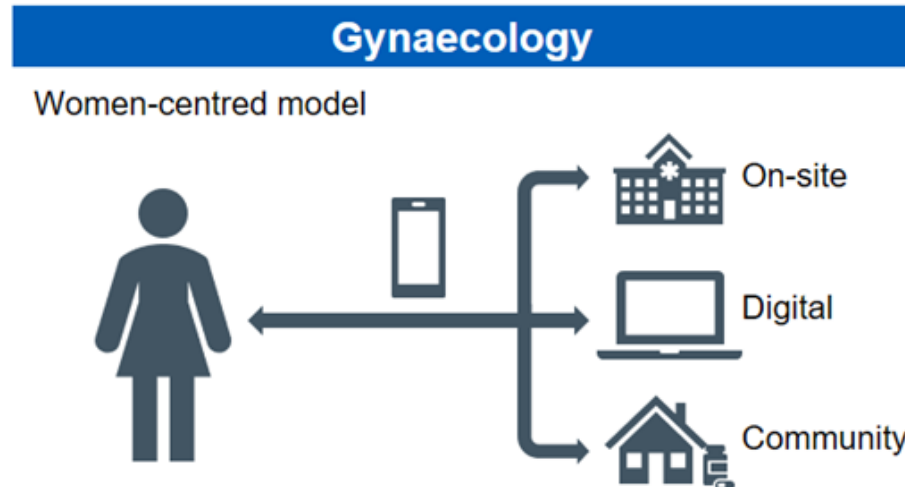 Gynaecology
Women-centred model
On-site
Digital
Community